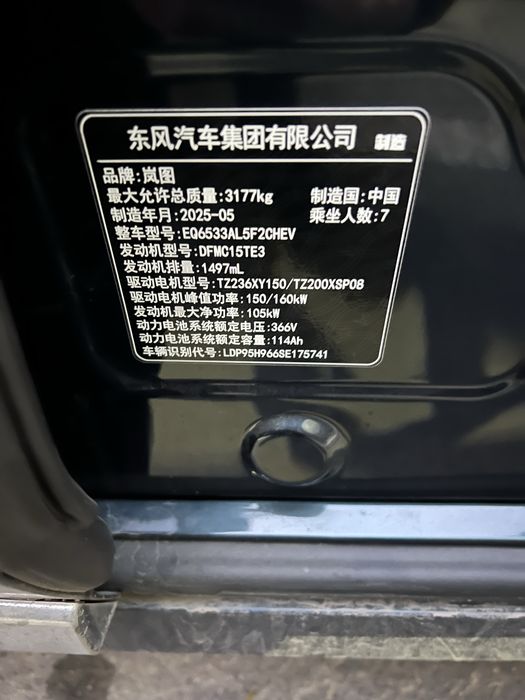 东风汽车集团有限公司 制造
品牌:岚图
最大允许总质量:3177kg 制造国:中国
制造年月:2025-05 乘坐人数:7
整车型号:EQ6533AL5F2CHEV
发动机型号:DFMC15TE3
发动机排量:1497mL
驱动电机型号:TZ236XY150/TZ200XSP08
驱动电机峰值功率:150/160kW
发动机最大净功率:105kW
动力电池系统额定电压:366V
动力电池系统额定容量:114Ah
车辆识别代号:LDP95H966SE175741